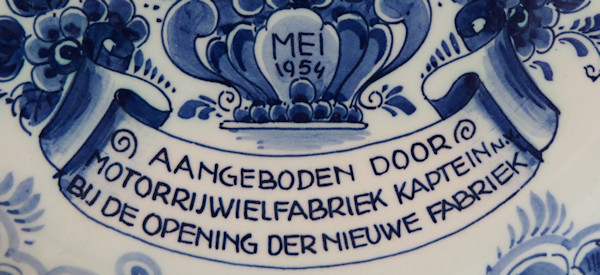 MEI
1954
AANGEBODEN DOOR
MOTORRIJWIELFABRIEK KAPTEIN N.V.
BIJ DE OPENING DER NIEUWE FABRIEK